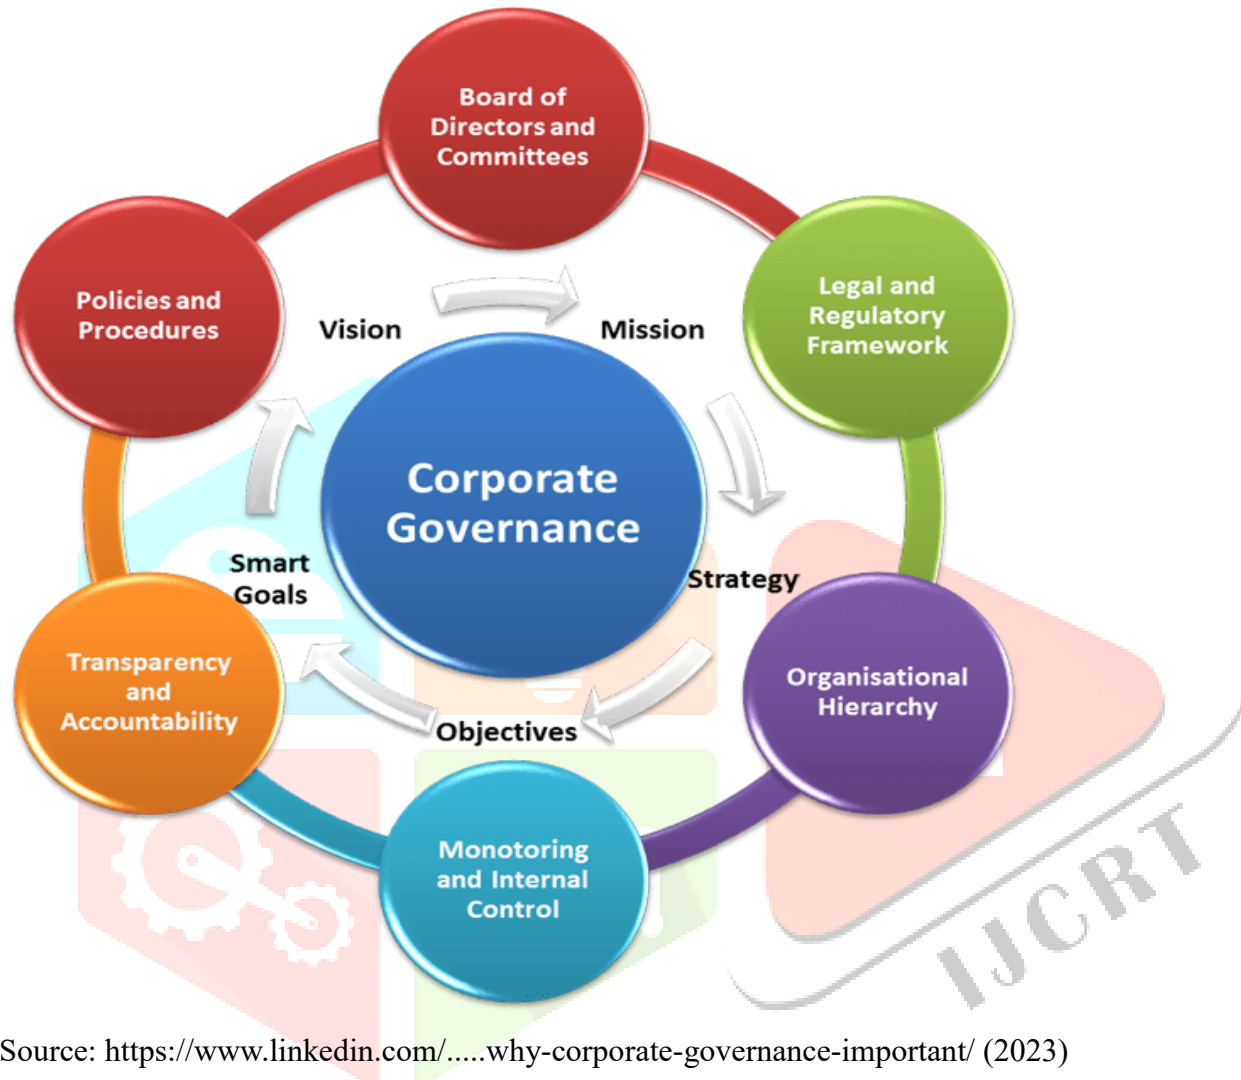 Board of
Directors and
Committees
Policies and
Procedures
Legal and
Regulatory
Framework
Vision
Mission
Corporate
Governance
Smart
Goals
Strategy
Transparency
and
Accountability
Organisational
Hierarchy
Objectives
Monotoring
and Internal
Control
IJCRT
Source: https://www.linkedin.com/.....why-corporate-governance-important/ (2023)